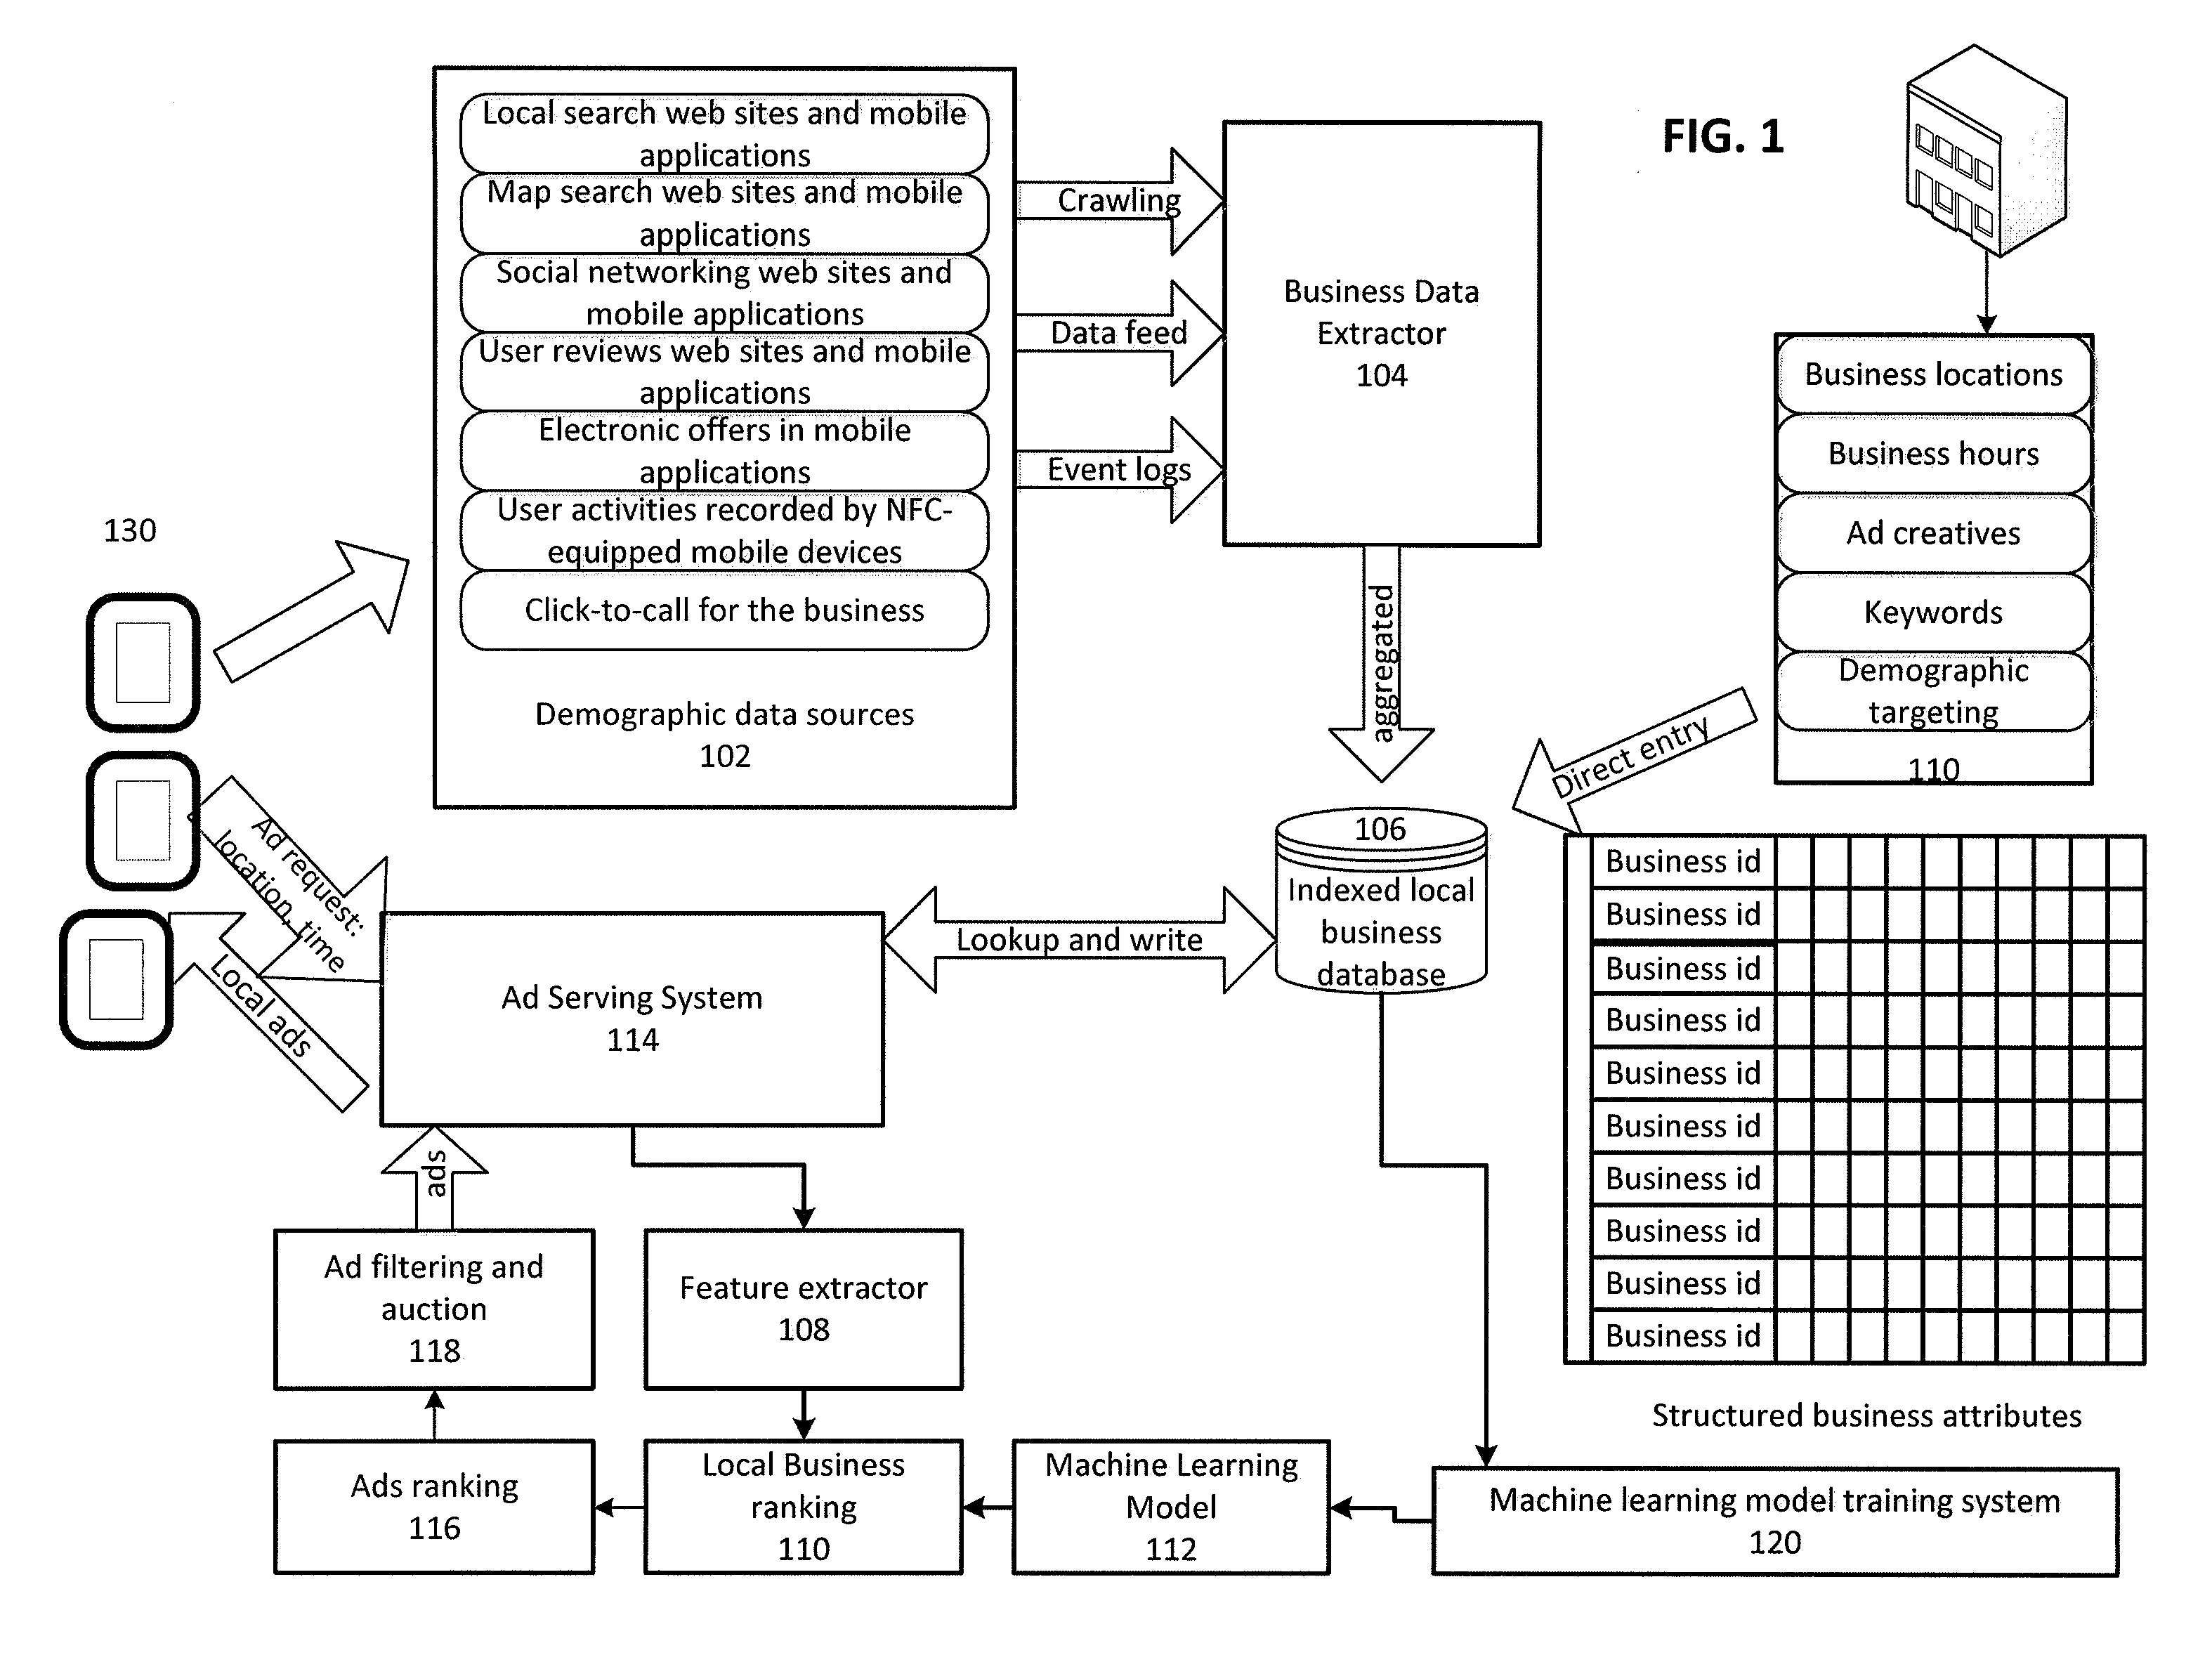 FIG. 1
Local search web sites and mobile
applications
Map search web sites and mobile
applications
Social networking web sites and
mobile applications
User reviews web sites and mobile
applications
Electronic offers in mobile
applications
User activities recorded by NFC-
equipped mobile devices
Click-to-call for the business
Demographic data sources
102
Crawling
Data feed
Event logs
Business Data
Extractor
104
Business locations
Business hours
Ad creatives
Keywords
Demographic
targeting
110
130
aggregated
Direct entry
Ad request:
location, time
Local ads
Ad Serving System
114
Lookup and write
106
Indexed local
business
database
Business id
Business id
Business id
Business id
Business id
Business id
Business id
Business id
Business id
Business id
Structured business attributes
ads
Ad filtering and
auction
118
Feature extractor
108
Ads ranking
116
Local Business
ranking
110
Machine Learning
Model
112
Machine learning model training system
120